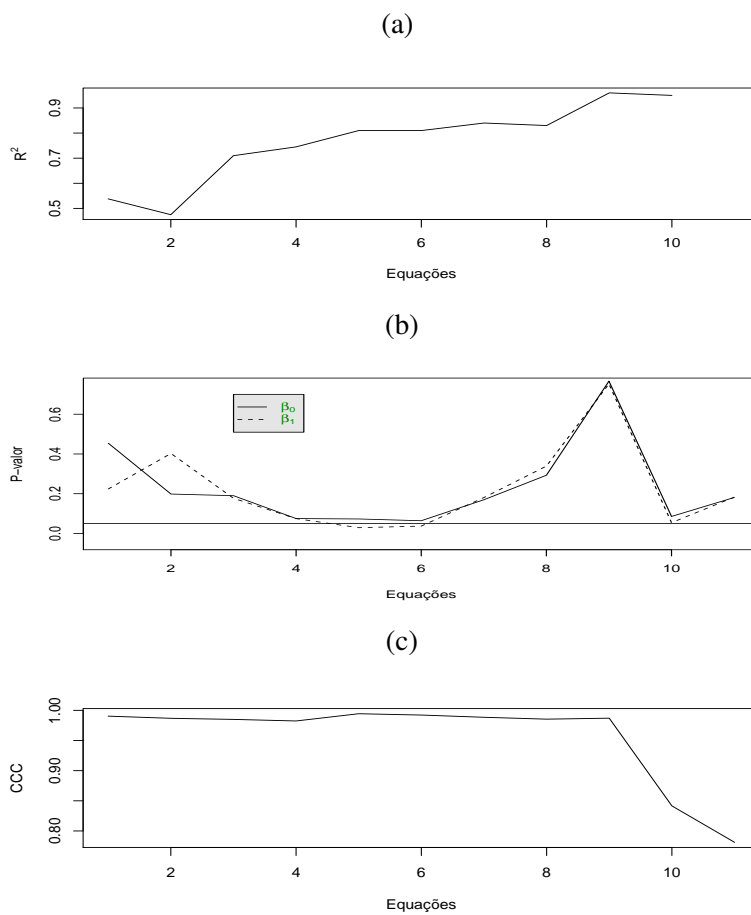 (a)
R²
0.5 0.7 0.9
2 4 6 8 10
Equações
(b)
P−valor
0.0 0.2 0.4 0.6
β₀
β₁
2 4 6 8 10
Equações
(c)
CCC
0.80 0.90 1.00
2 4 6 8 10
Equações